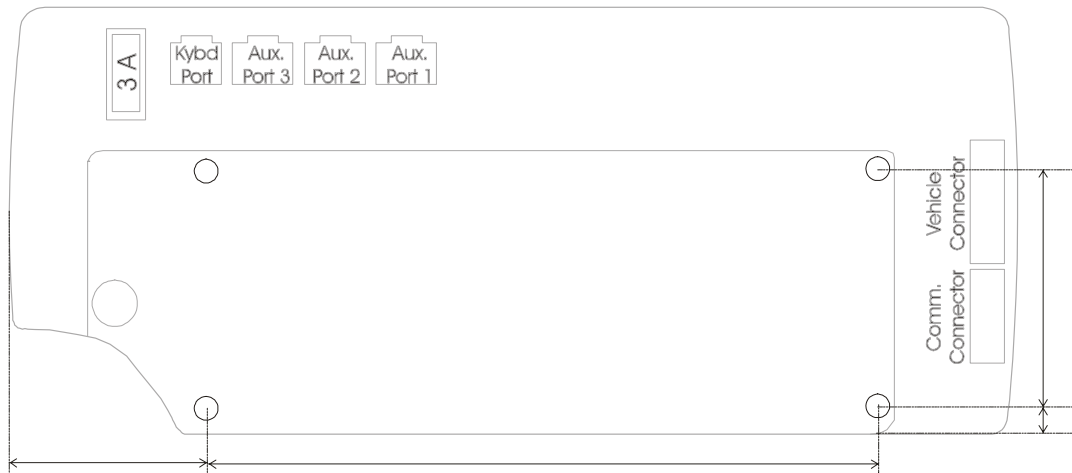 3 A
Kybd
Port
Aux.
Port 3
Aux.
Port 2
Aux.
Port 1
Vehicle
Connector
Comm.
Connector